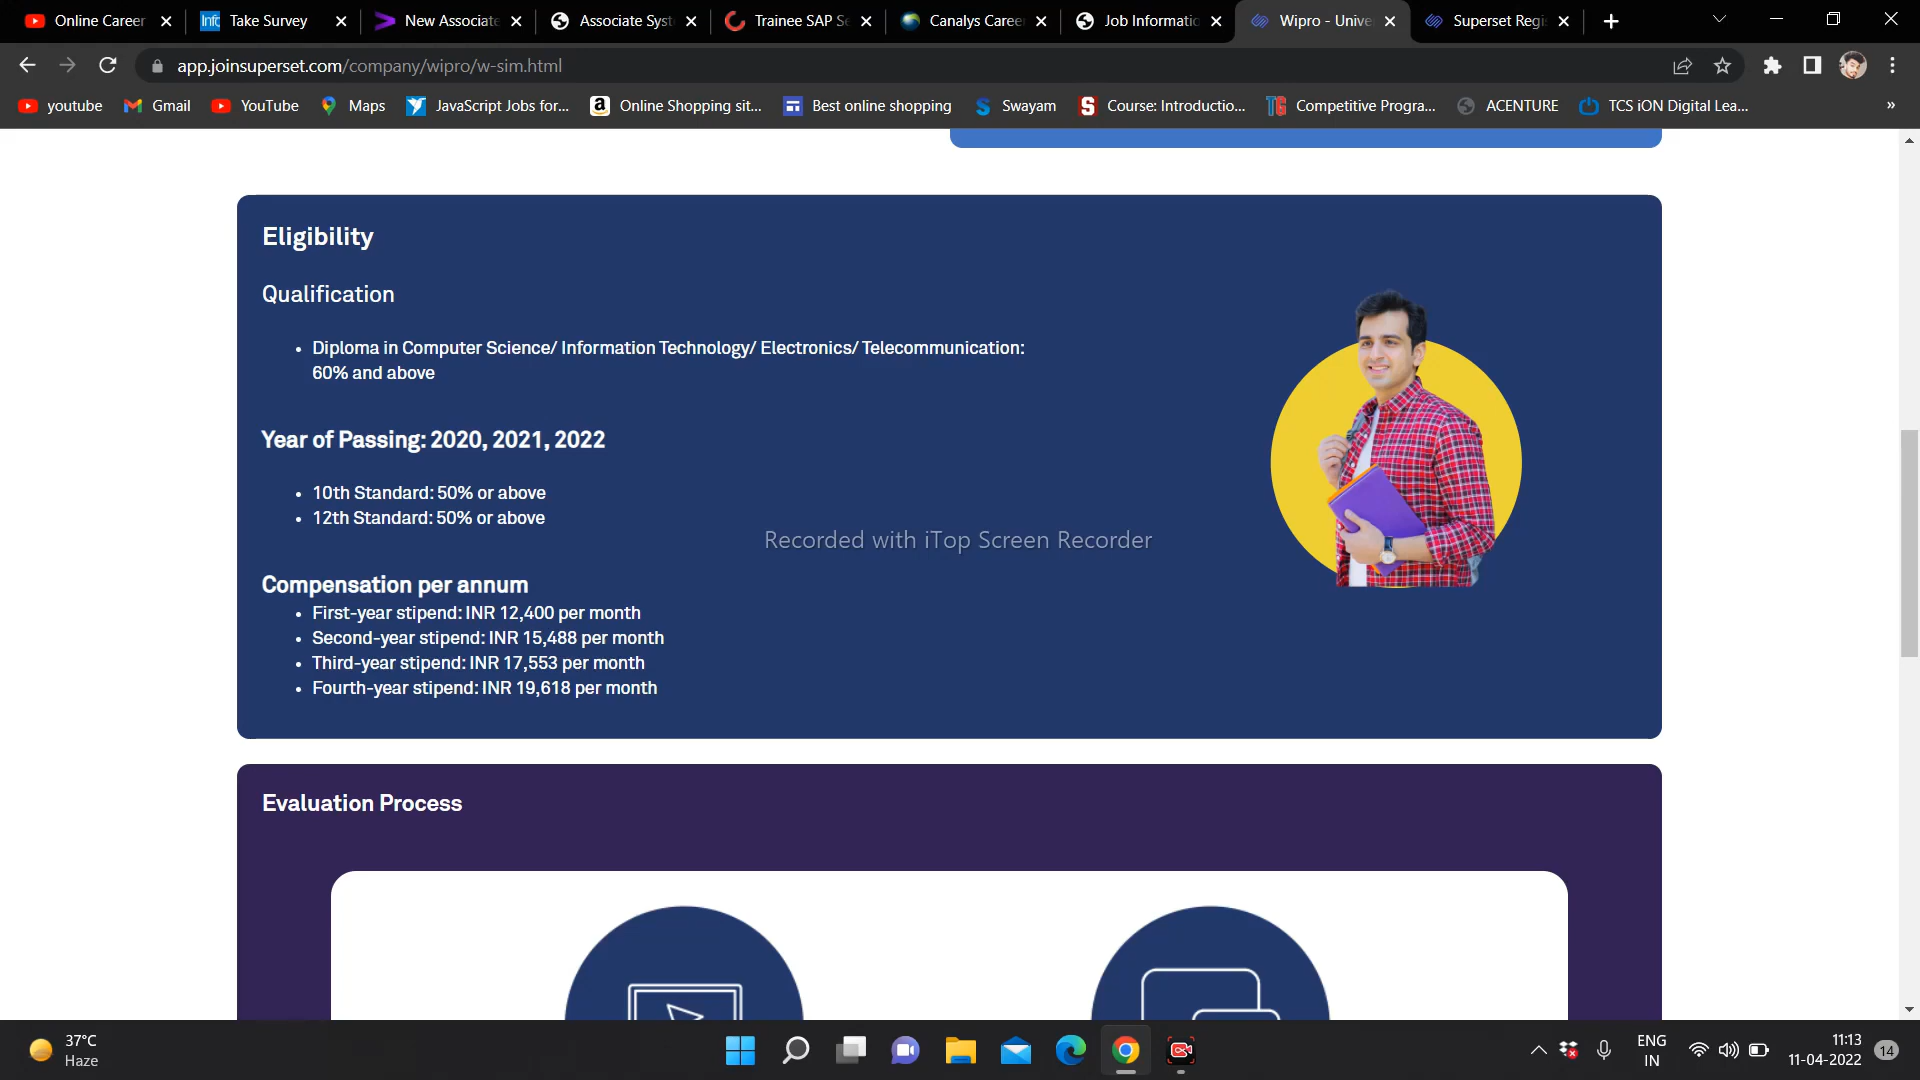 Online Career
Take Survey
New Associate
Associate Syst
Trainee SAP Se
Canalys Career
Job Informatio
Wipro - Unive
Superset Regi
app.joinsuperset.com/company/wipro/w-sim.html
youtube
Gmail
YouTube
Maps
JavaScript Jobs for...
Online Shopping sit...
Best online shopping
Swayam
Course: Introductio...
Competitive Progra...
ACENTURE
TCS iON Digital Lea...
»
Eligibility
Qualification
• Diploma in Computer Science/ Information Technology/ Electronics/ Telecommunication:
60% and above
Year of Passing: 2020, 2021, 2022
• 10th Standard: 50% or above
• 12th Standard: 50% or above
Recorded with iTop Screen Recorder
Compensation per annum
• First-year stipend: INR 12,400 per month
• Second-year stipend: INR 15,488 per month
• Third-year stipend: INR 17,553 per month
• Fourth-year stipend: INR 19,618 per month
Evaluation Process
37°C
Haze
ENG
IN
11:13
11-04-2022
14